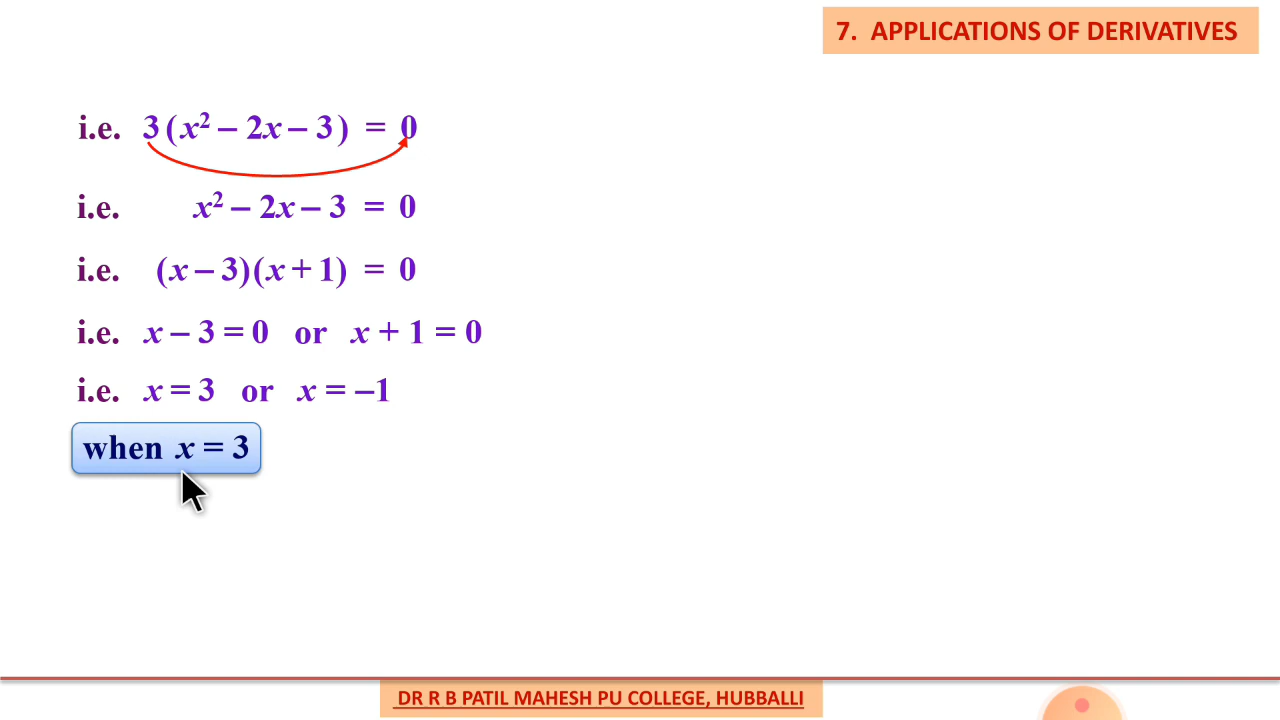 7. APPLICATIONS OF DERIVATIVES
i.e. 3(x² – 2x – 3) = 0
i.e. x² – 2x – 3 = 0
i.e. (x – 3)(x + 1) = 0
i.e. x – 3 = 0 or x + 1 = 0
i.e. x = 3 or x = –1
when x = 3
DR R B PATIL MAHESH PU COLLEGE, HUBBALLI